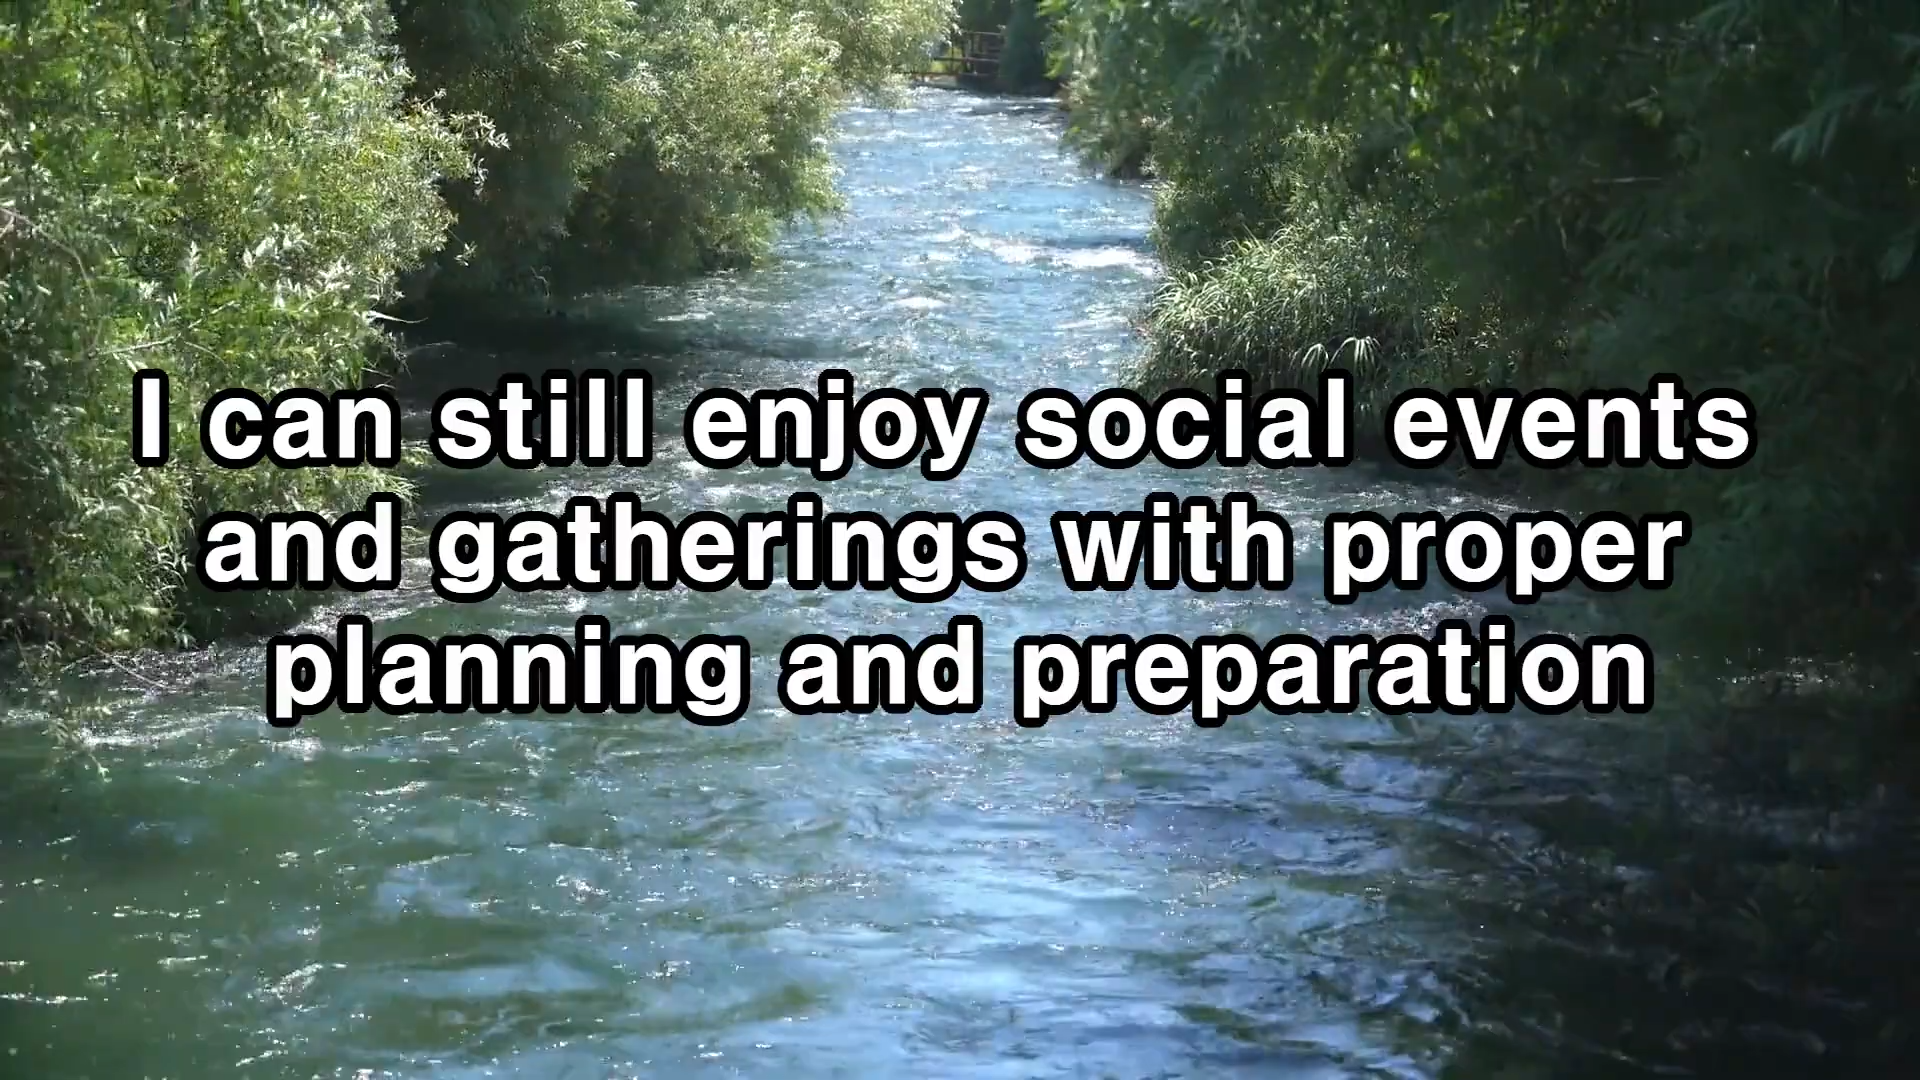 I can still enjoy social events
and gatherings with proper
planning and preparation